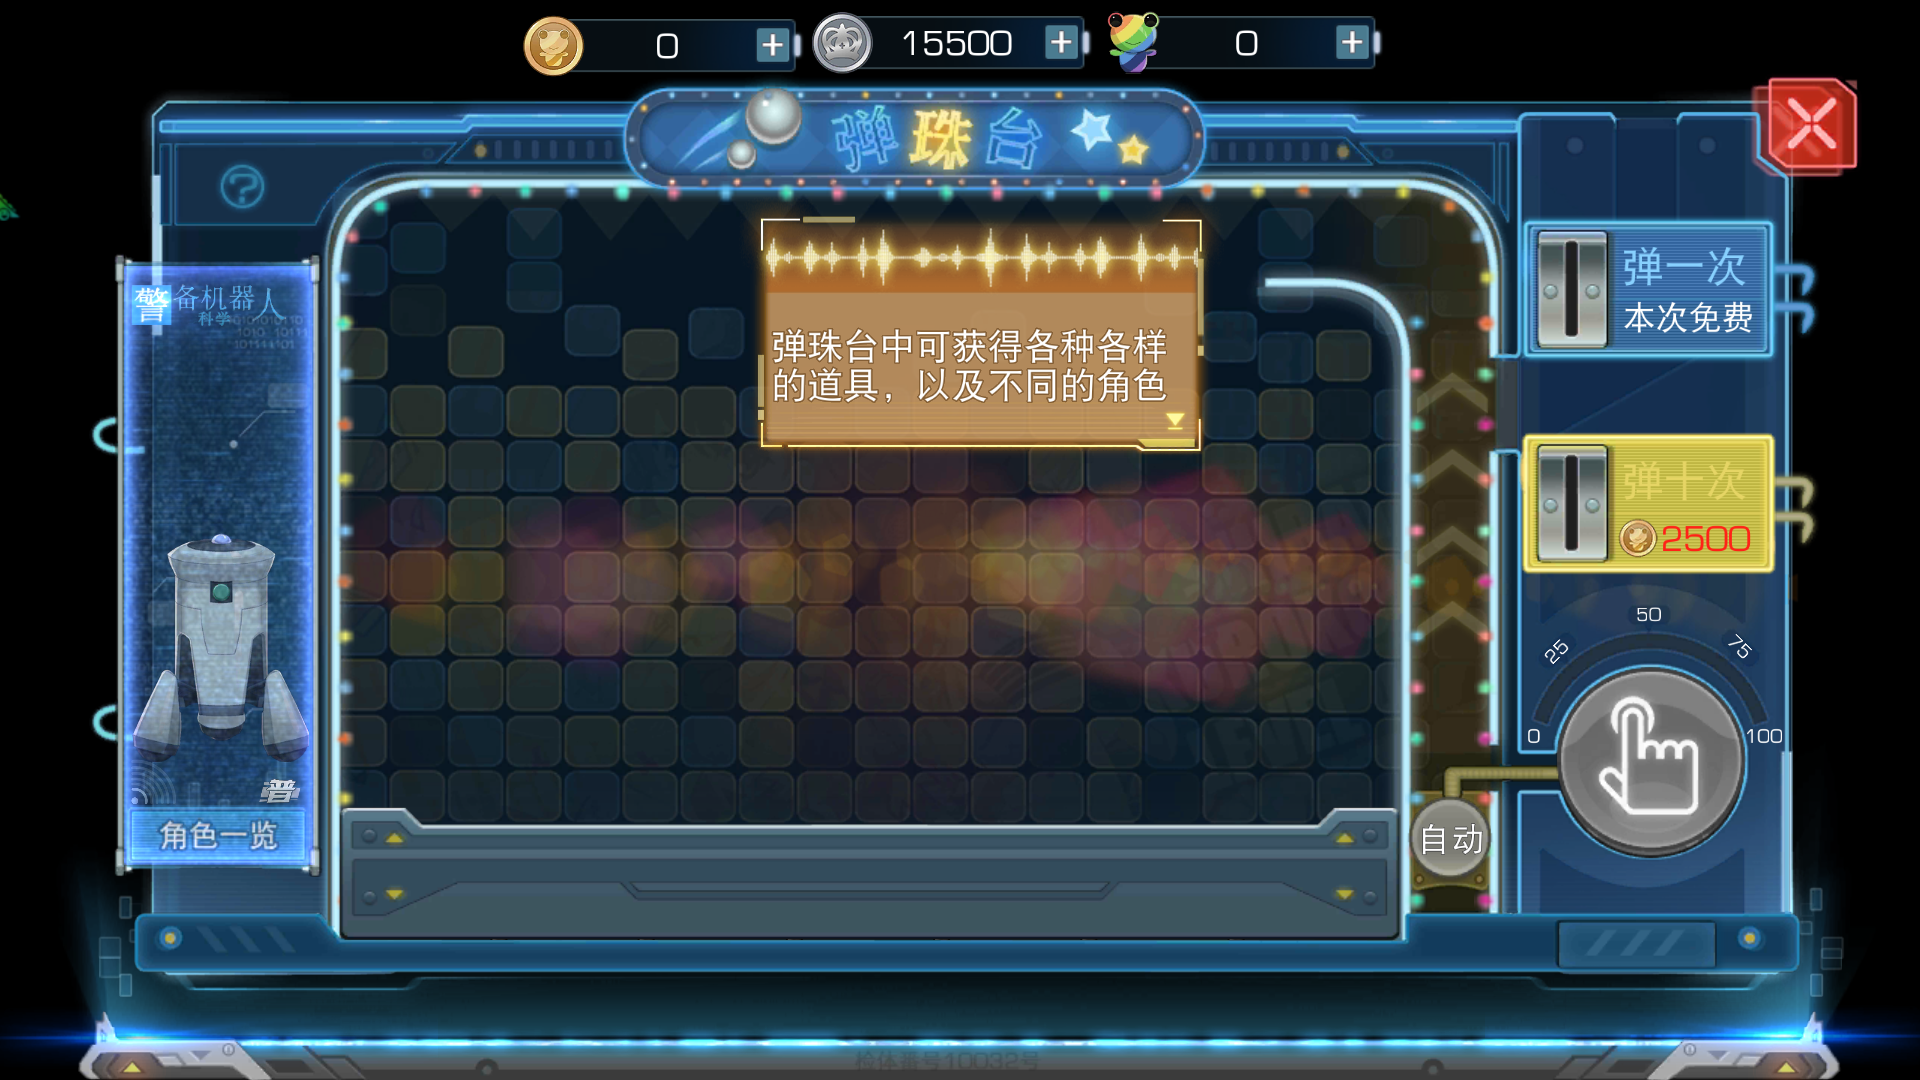 0
15500
0
弹珠台
警备机器人
科学
弹珠台中可获得各种各样
的道具，以及不同的角色
弹一次
本次免费
弹十次
2500
0
25
50
75
100
自动
角色一览